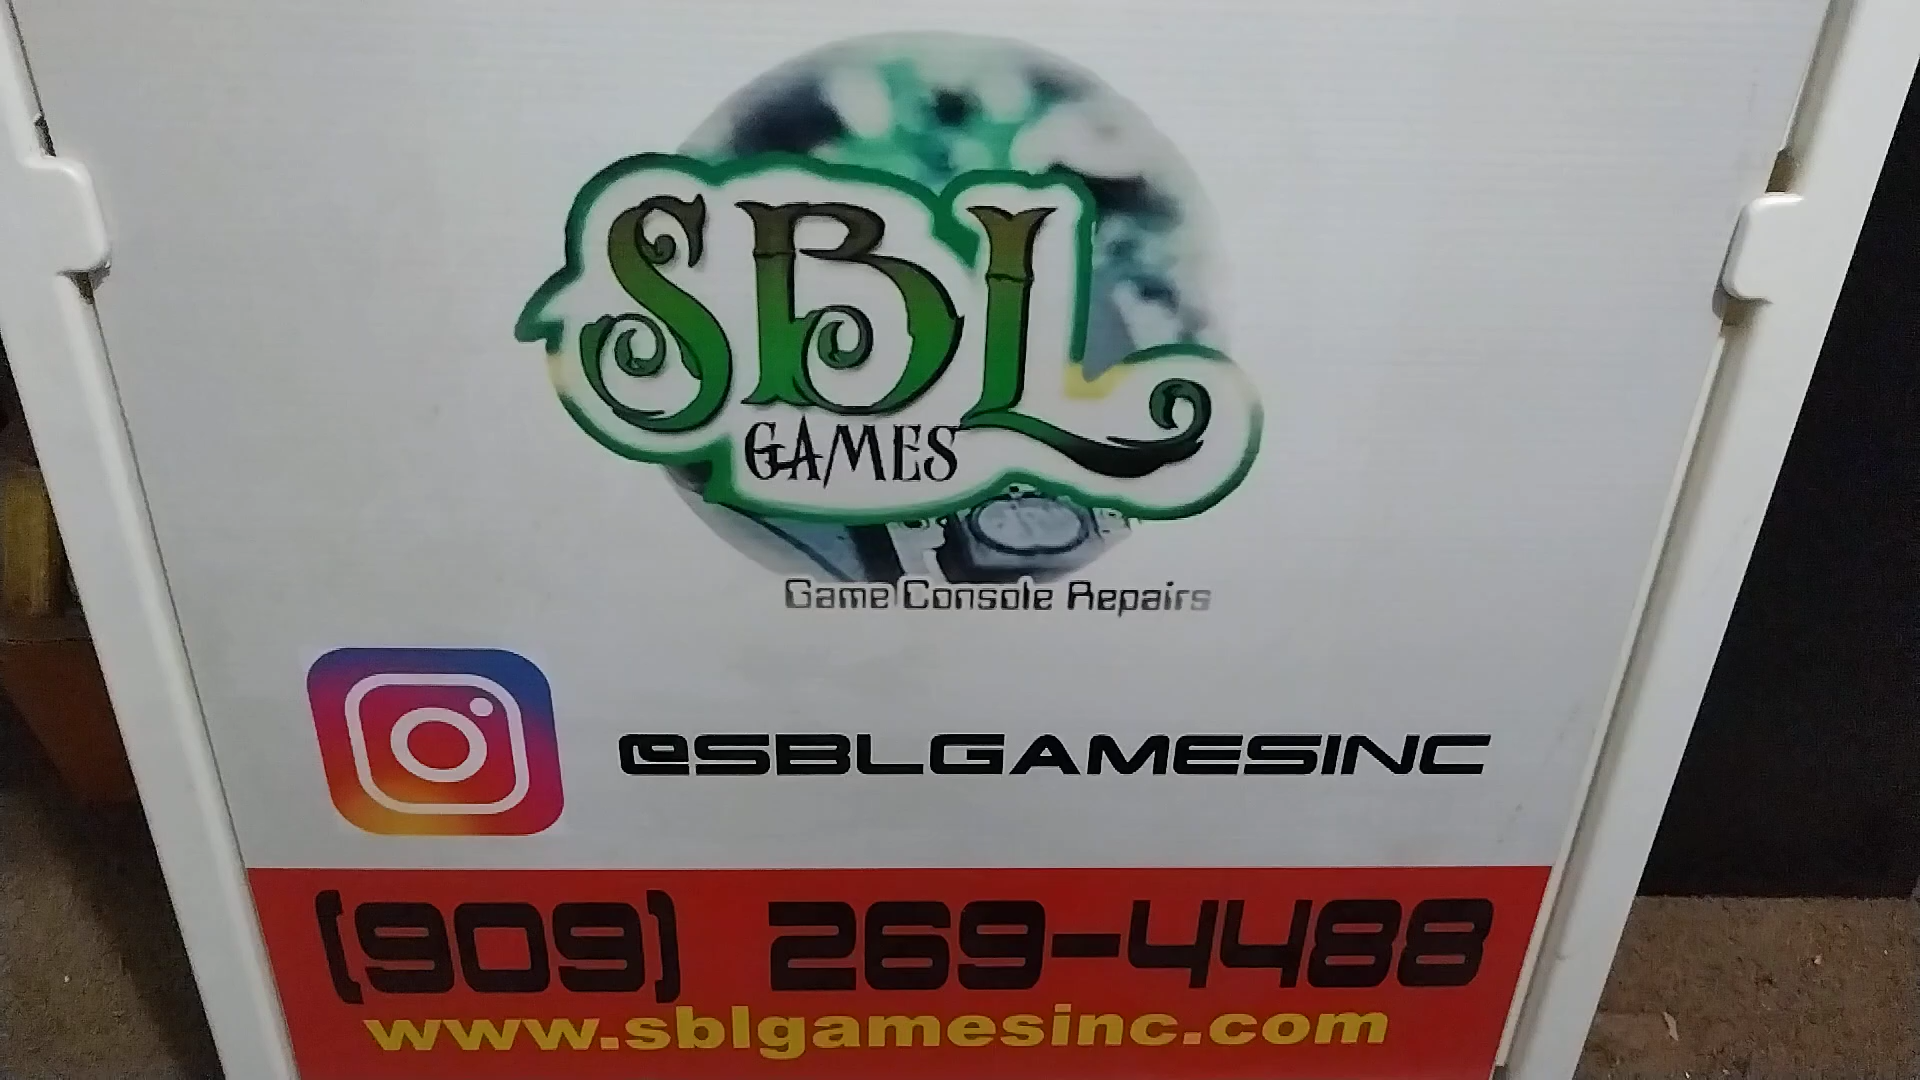 SBL
GAMES
Game Console Repairs
@SBLGAMESINC
(909) 269-4488
www.sblgamesinc.com